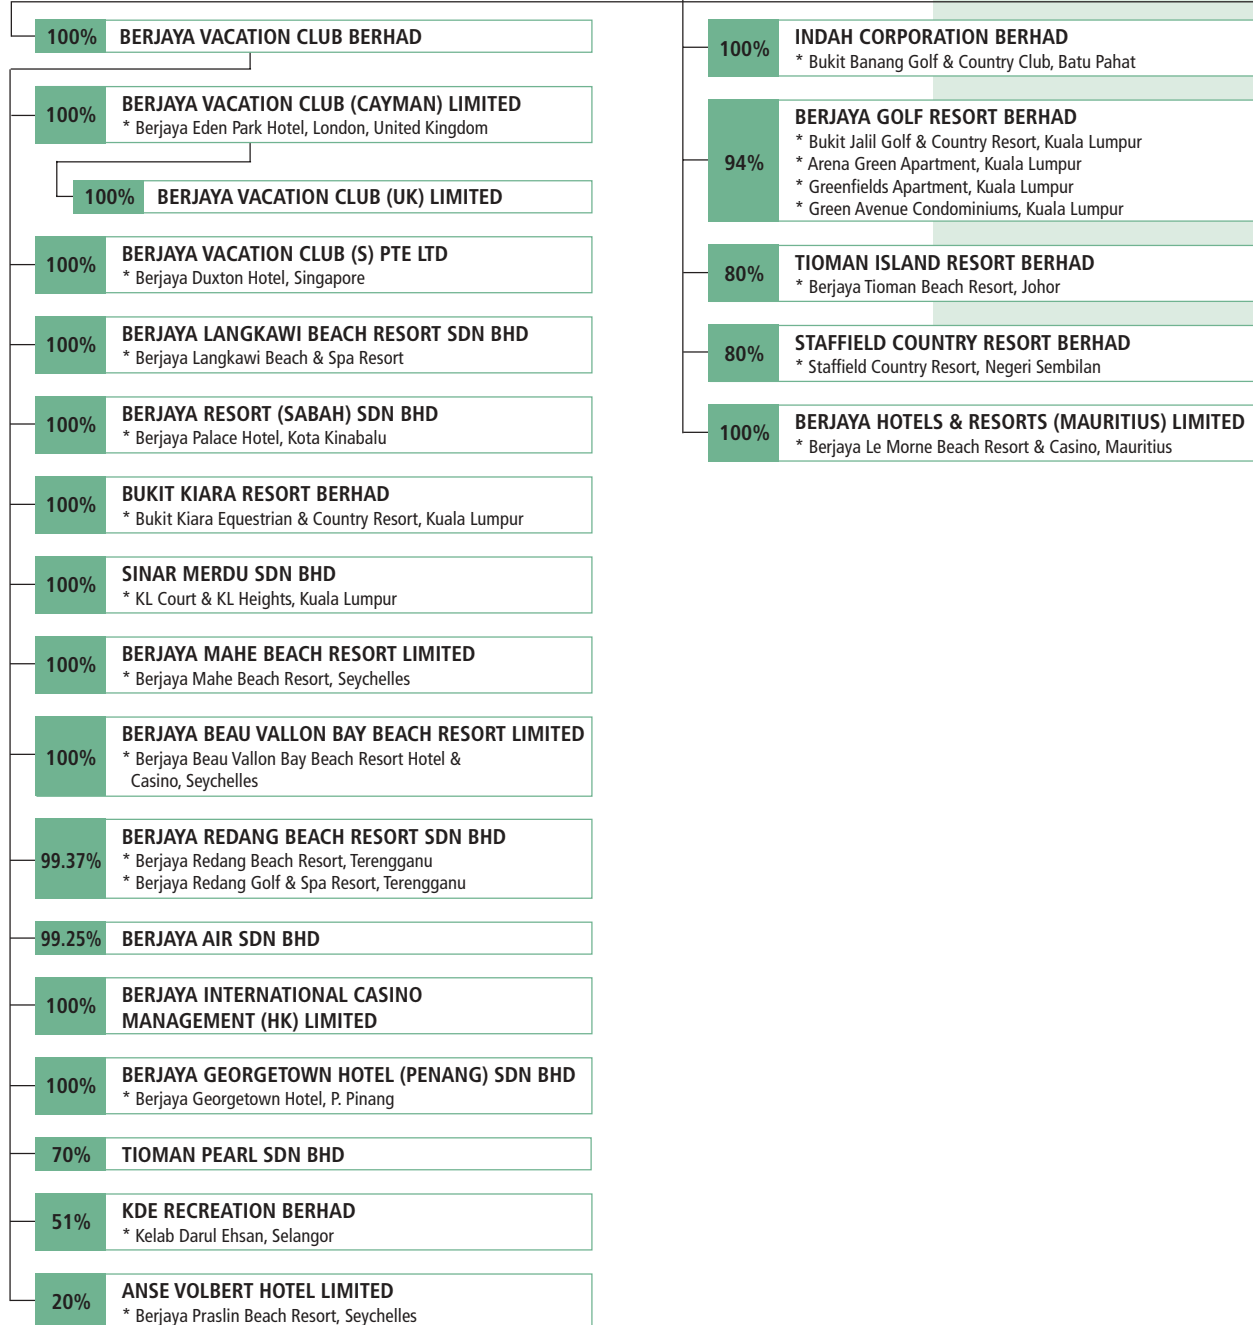 100% BERJAYA VACATION CLUB BERHAD
100% BERJAYA VACATION CLUB (CAYMAN) LIMITED
* Berjaya Eden Park Hotel, London, United Kingdom
100% BERJAYA VACATION CLUB (UK) LIMITED
100% BERJAYA VACATION CLUB (S) PTE LTD
* Berjaya Duxton Hotel, Singapore
100% BERJAYA LANGKAWI BEACH RESORT SDN BHD
* Berjaya Langkawi Beach & Spa Resort
100% BERJAYA RESORT (SABAH) SDN BHD
* Berjaya Palace Hotel, Kota Kinabalu
100% BUKIT KIARA RESORT BERHAD
* Bukit Kiara Equestrian & Country Resort, Kuala Lumpur
100% SINAR MERDU SDN BHD
* KL Court & KL Heights, Kuala Lumpur
100% BERJAYA MAHE BEACH RESORT LIMITED
* Berjaya Mahe Beach Resort, Seychelles
100% BERJAYA BEAU VALLON BAY BEACH RESORT LIMITED
* Berjaya Beau Vallon Bay Beach Resort Hotel &
Casino, Seychelles
99.37% BERJAYA REDANG BEACH RESORT SDN BHD
* Berjaya Redang Beach Resort, Terengganu
* Berjaya Redang Golf & Spa Resort, Terengganu
99.25% BERJAYA AIR SDN BHD
100% BERJAYA INTERNATIONAL CASINO
MANAGEMENT (HK) LIMITED
100% BERJAYA GEORGETOWN HOTEL (PENANG) SDN BHD
* Berjaya Georgetown Hotel, P. Pinang
70% TIOMAN PEARL SDN BHD
51% KDE RECREATION BERHAD
* Kelab Darul Ehsan, Selangor
20% ANSE VOLBERT HOTEL LIMITED
* Berjaya Praslin Beach Resort, Seychelles
100% INDAH CORPORATION BERHAD
* Bukit Banang Golf & Country Club, Batu Pahat
94% BERJAYA GOLF RESORT BERHAD
* Bukit Jalil Golf & Country Resort, Kuala Lumpur
* Arena Green Apartment, Kuala Lumpur
* Greenfields Apartment, Kuala Lumpur
* Green Avenue Condominiums, Kuala Lumpur
80% TIOMAN ISLAND RESORT BERHAD
* Berjaya Tioman Beach Resort, Johor
80% STAFFIELD COUNTRY RESORT BERHAD
* Staffield Country Resort, Negeri Sembilan
100% BERJAYA HOTELS & RESORTS (MAURITIUS) LIMITED
* Berjaya Le Morne Beach Resort & Casino, Mauritius